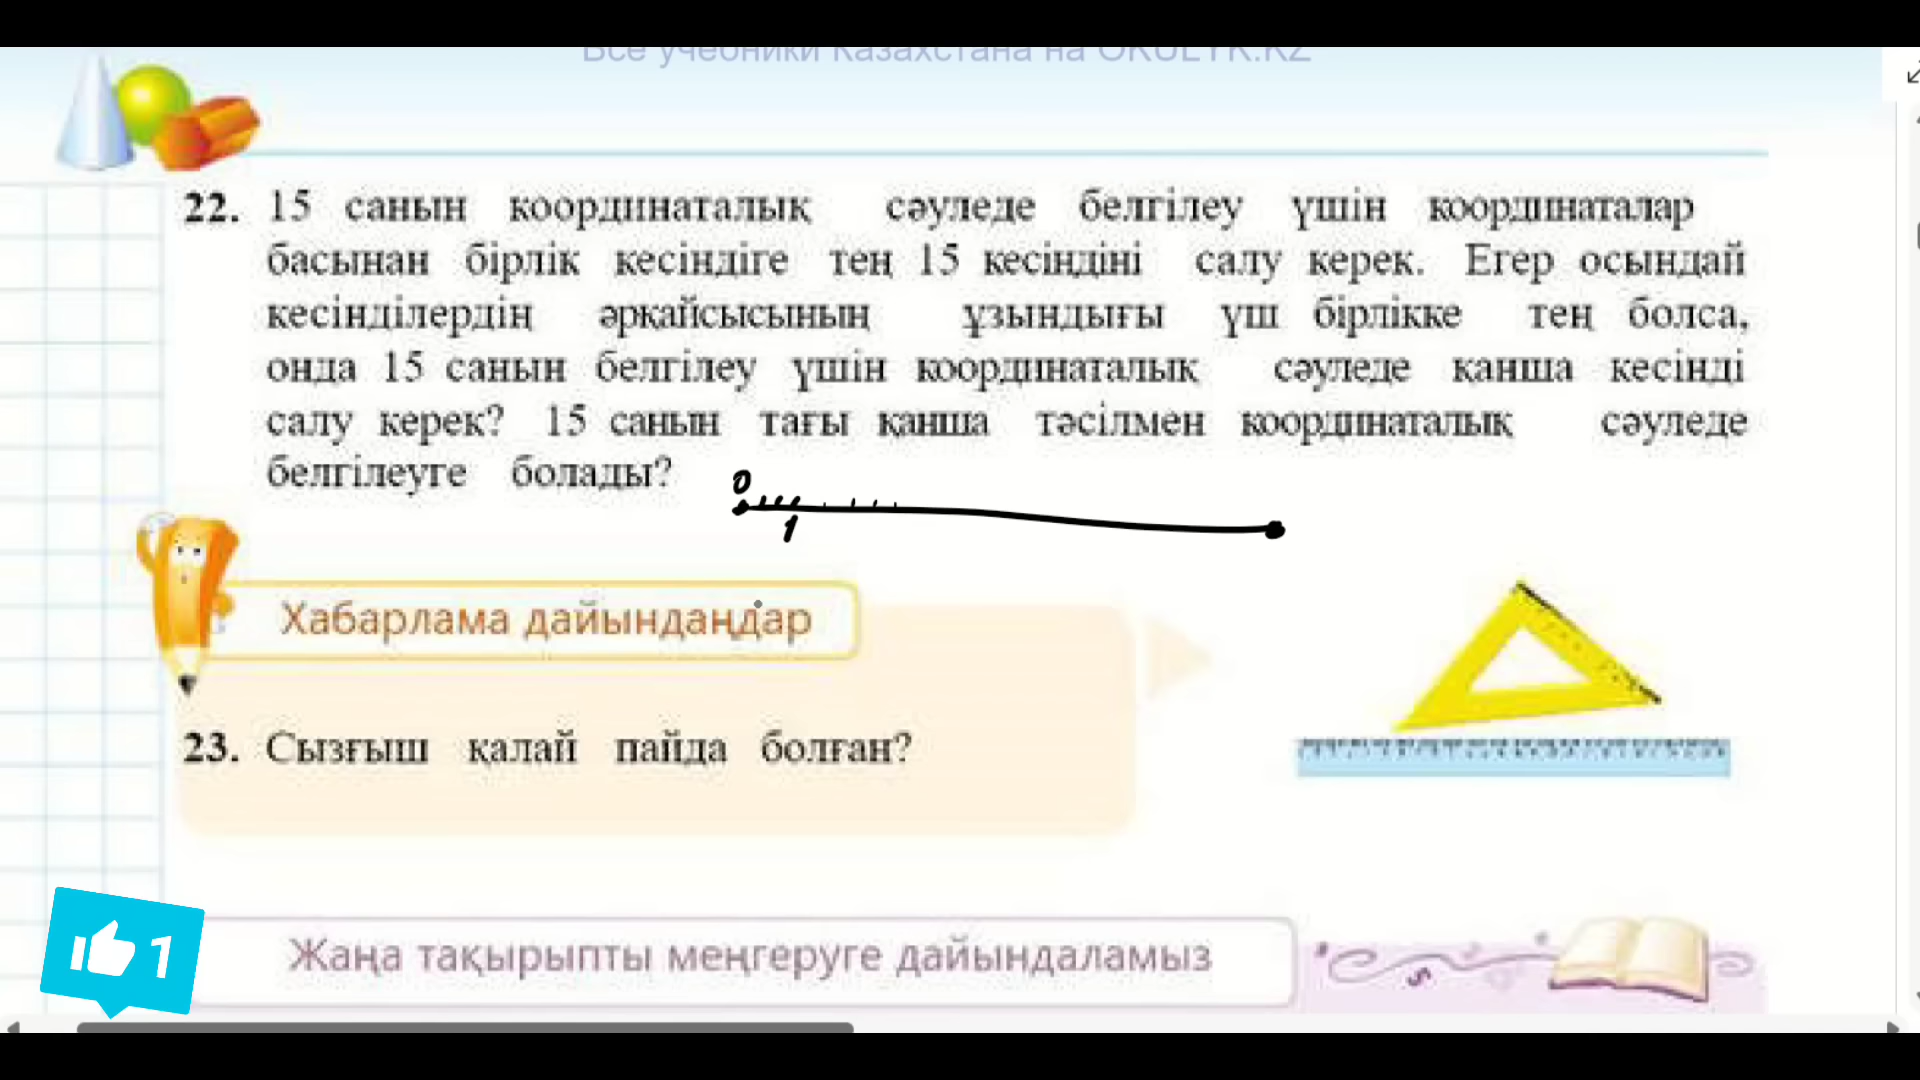 Все учебники Казахстана на OKULYK.KZ
22. 15 санын координаталық сәуледе белгілеу үшін координаталар
басынан бірлік кесіндіге тең 15 кесіндіні салу керек. Егер осындай
кесінділердің әрқайсысының ұзындығы үш бірлікке тең болса,
онда 15 санын белгілеу үшін координаталық сәуледе қанша кесінді
салу керек? 15 санын тағы қанша тәсілмен координаталық сәуледе
белгілеуге болады?
0
1
Хабарлама дайындаңдар
23. Сызғыш қалай пайда болған?
1
Жаңа тақырыпты меңгеруге дайындаламыз